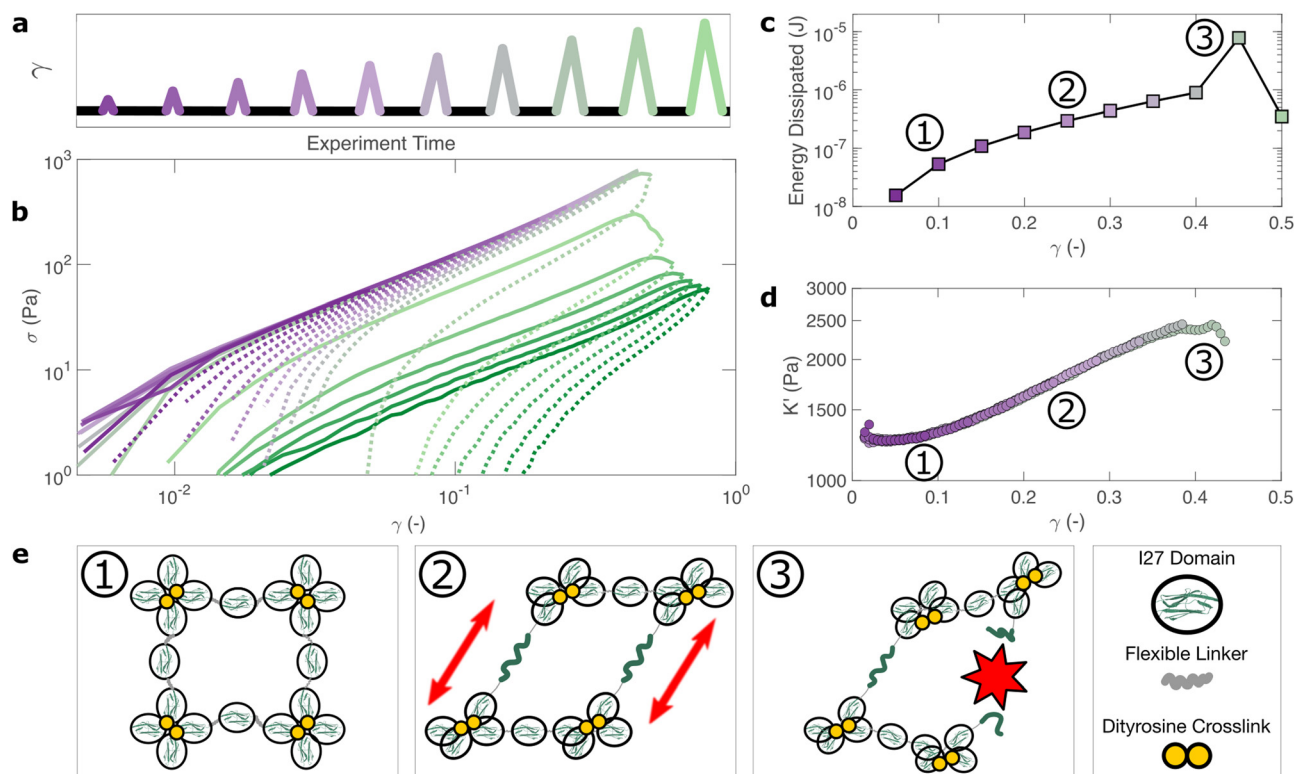 a
γ
Experiment Time
b
10³
10²
10¹
10⁰
σ (Pa)
10⁻²
10⁻¹
10⁰
γ (-)
c
Energy Dissipated (J)
10⁻⁵
10⁻⁶
10⁻⁷
10⁻⁸
1
2
3
0
0.1
0.2
0.3
0.4
0.5
γ (-)
d
K' (Pa)
3000
2500
2000
1500
1000
1
2
3
0
0.1
0.2
0.3
0.4
0.5
γ (-)
e
1
2
3
I27 Domain
Flexible Linker
Dityrosine Crosslink